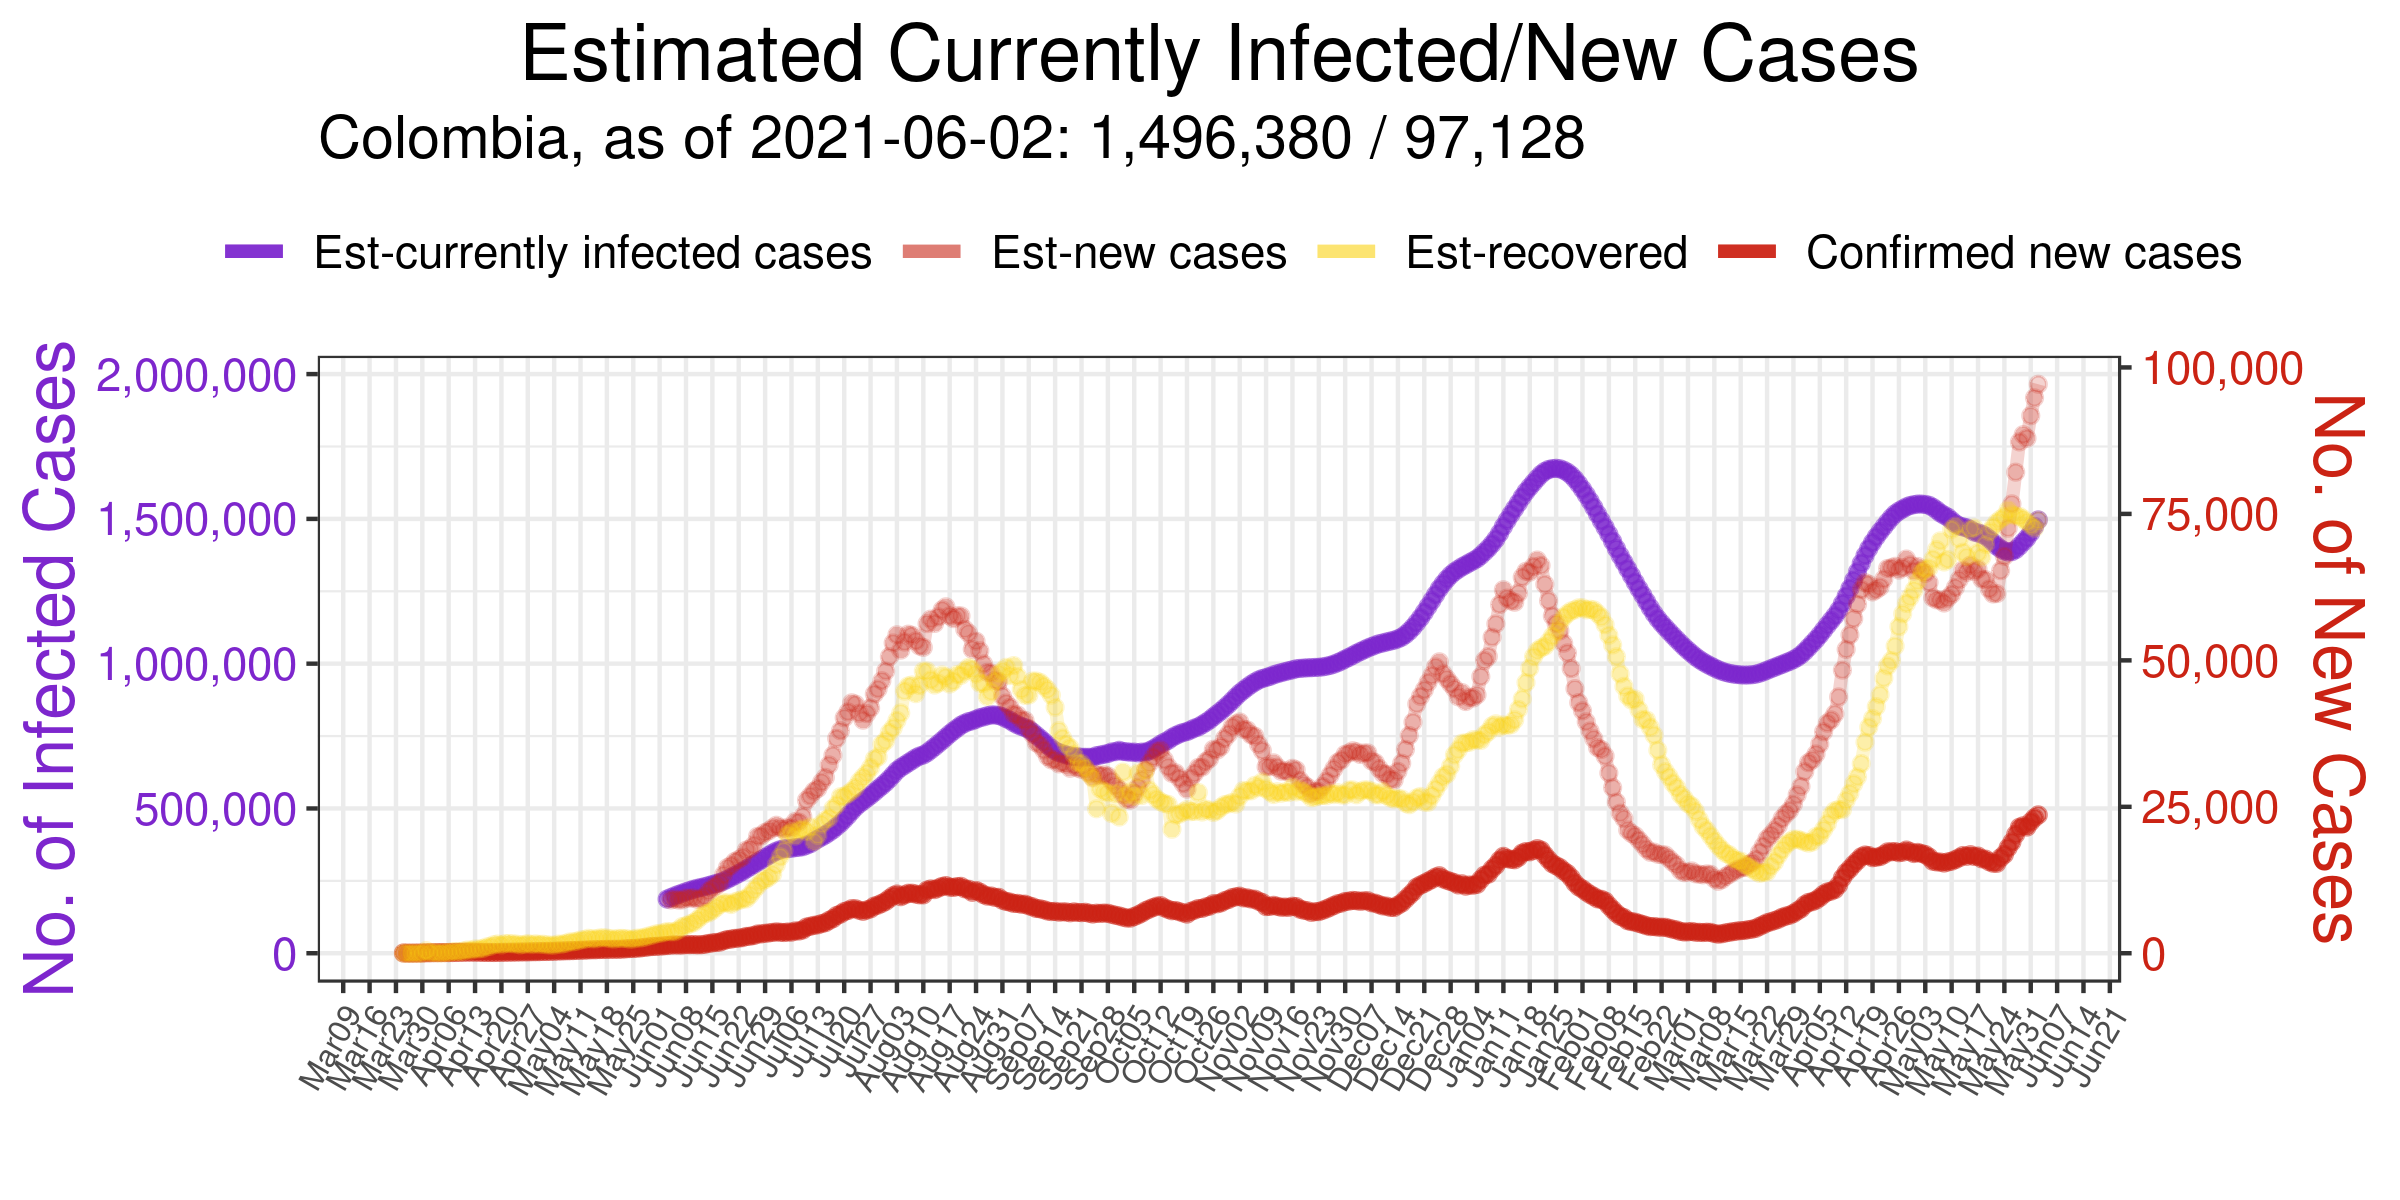 Estimated Currently Infected/New Cases
Colombia, as of 2021-06-02: 1,496,380 / 97,128
Est-currently infected cases Est-new cases Est-recovered Confirmed new cases
No. of Infected Cases
2,000,000
1,500,000
1,000,000
500,000
0
100,000
75,000
50,000
25,000
0
No. of New Cases
Mar09 Mar16 Mar23 Mar30 Apr06 Apr13 Apr20 Apr27 May04 May11 May18 May25 Jun01 Jun08 Jun15 Jun22 Jun29 Jul06 Jul13 Jul20 Jul27 Aug03 Aug10 Aug17 Aug24 Aug31 Sep07 Sep14 Sep21 Sep28 Oct05 Oct12 Oct19 Oct26 Nov02 Nov09 Nov16 Nov23 Nov30 Dec07 Dec14 Dec21 Dec28 Jan04 Jan11 Jan18 Jan25 Feb01 Feb08 Feb15 Feb22 Mar01 Mar08 Mar15 Mar22 Mar29 Apr05 Apr12 Apr19 Apr26 May03 May10 May17 May24 May31 Jun07 Jun14 Jun21